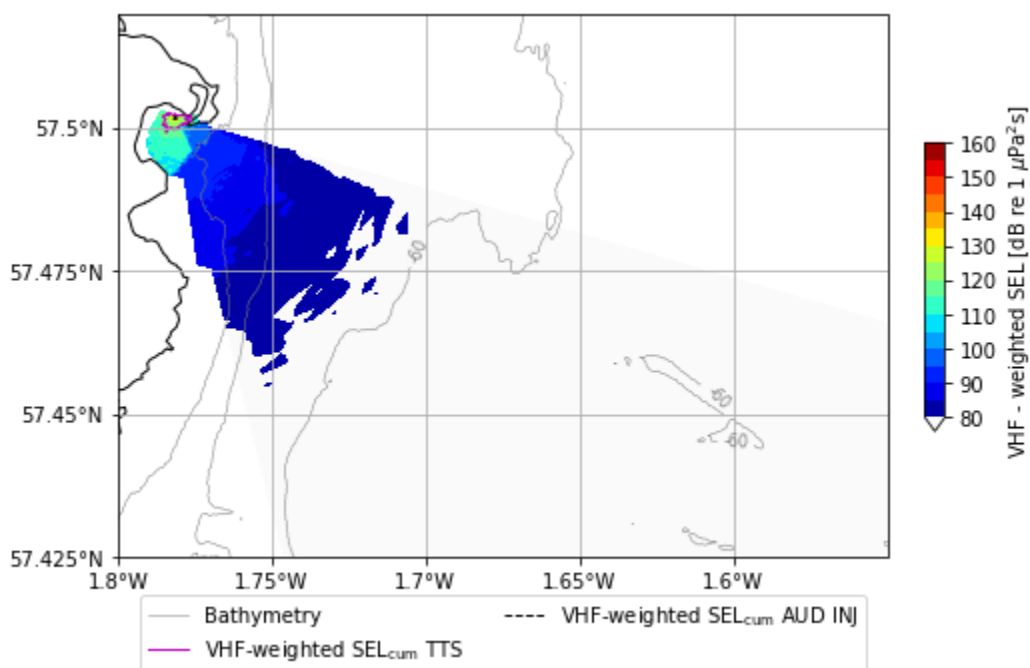 57.5°N
57.475°N
57.45°N
57.425°N
1.8°W 1.75°W 1.7°W 1.65°W 1.6°W
-60
-60
-60
160
150
140
130
120
110
100
90
80
VHF - weighted SEL [dB re 1 μPa²s]
Bathymetry
VHF-weighted SELcum TTS
VHF-weighted SELcum AUD INJ